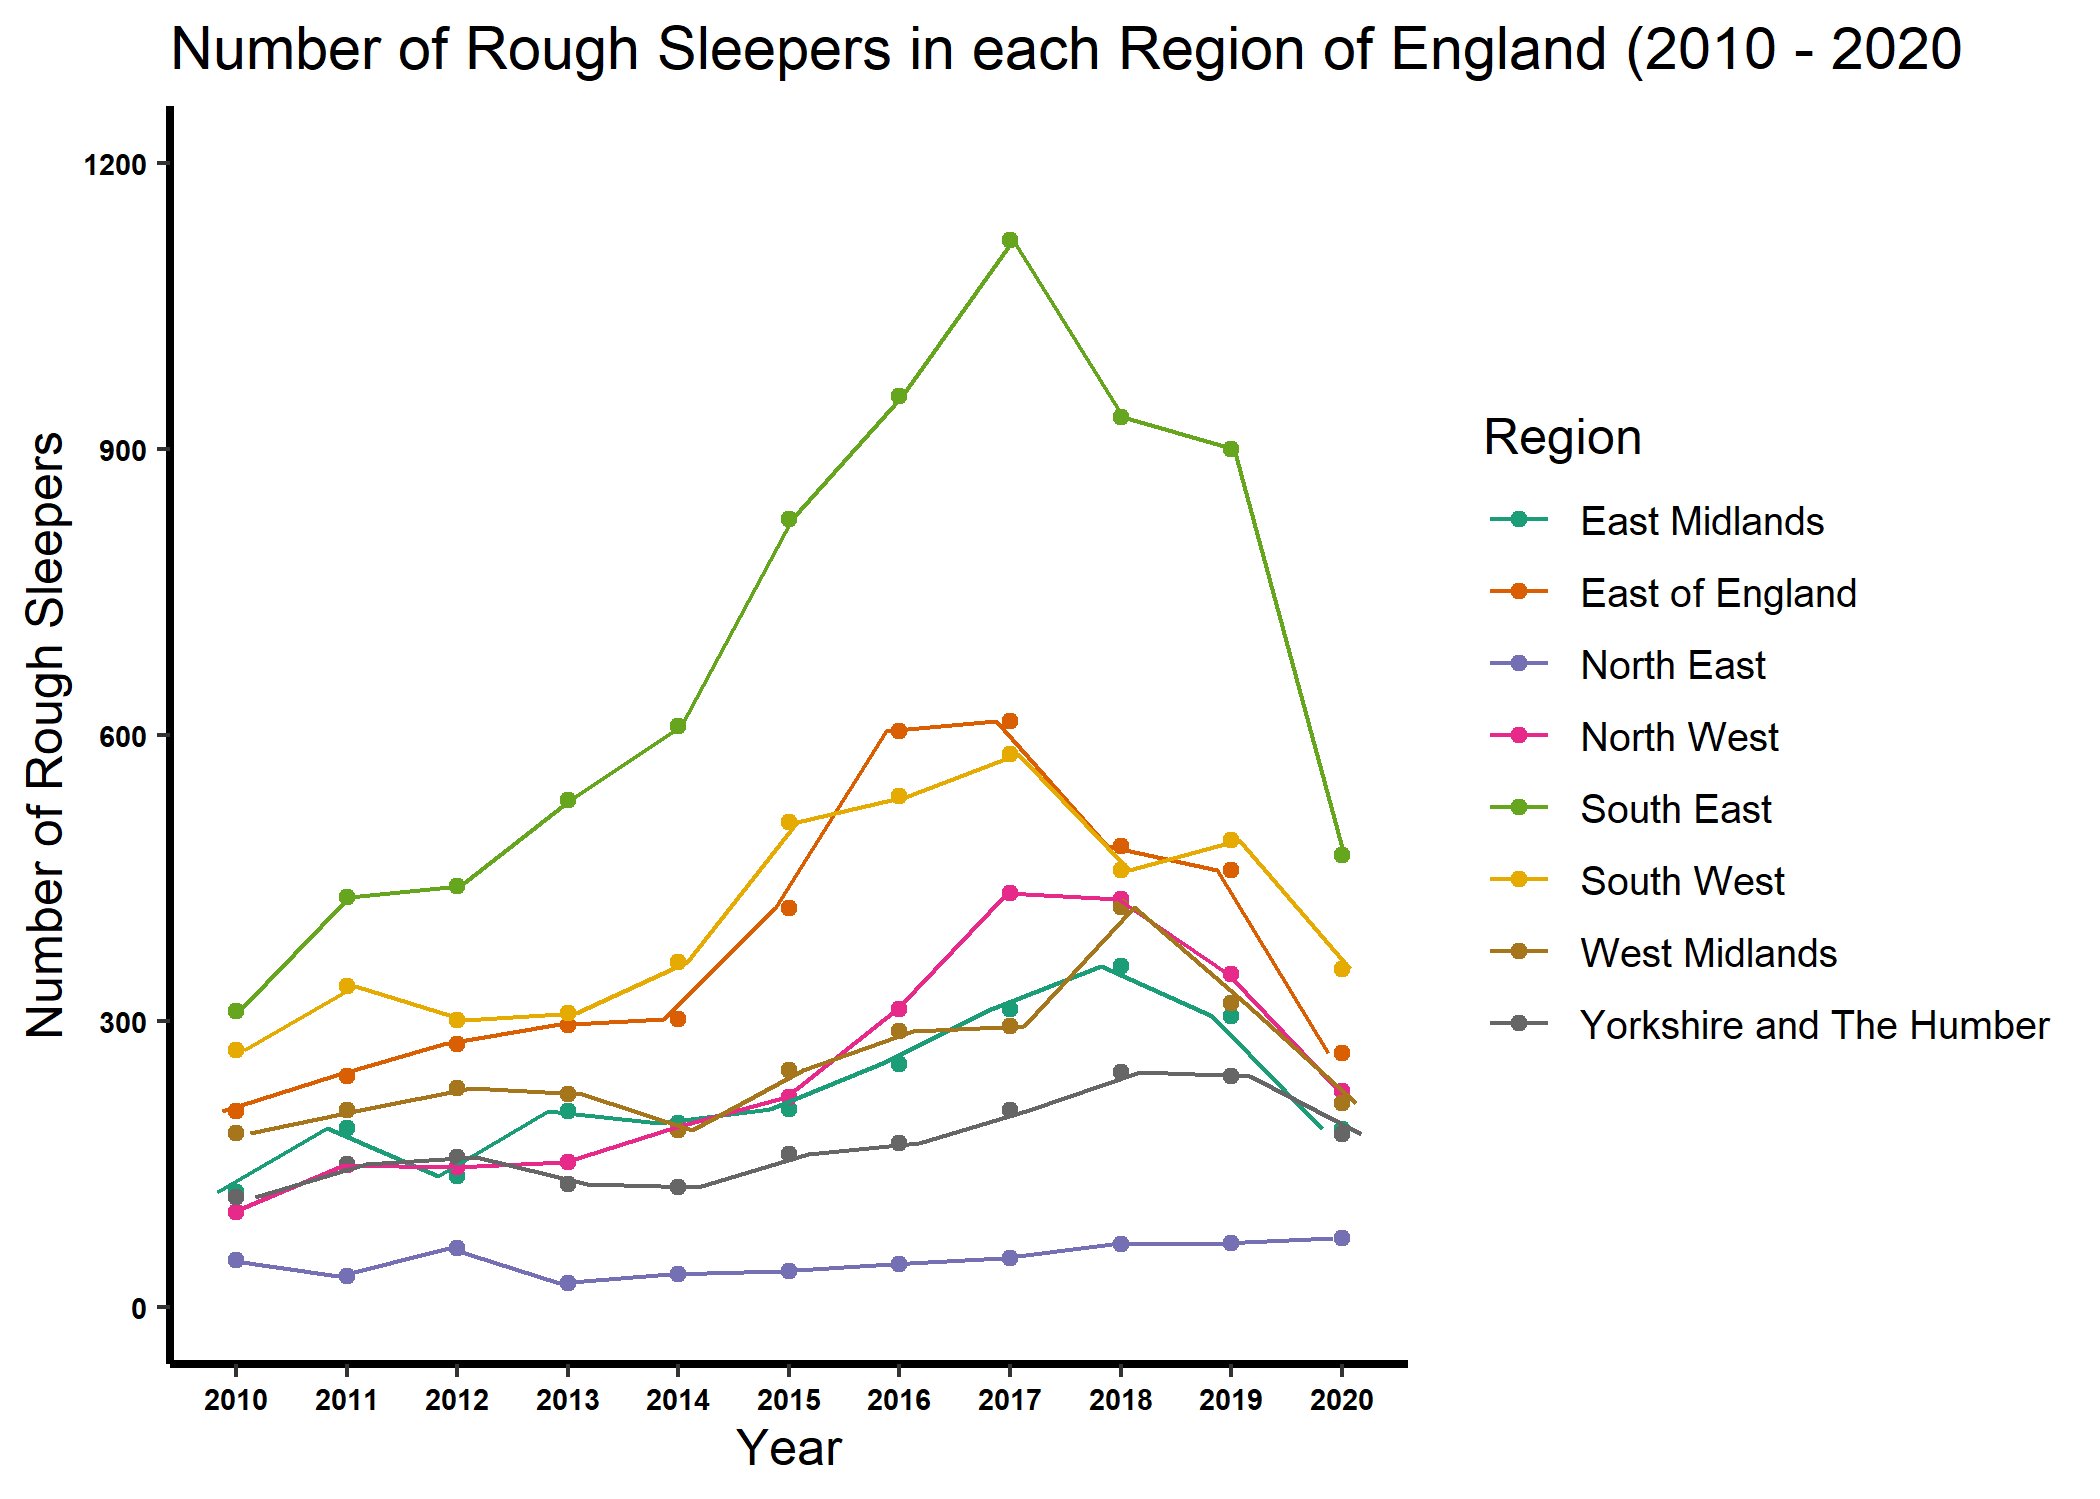 Number of Rough Sleepers in each Region of England (2010 - 2020
Number of Rough Sleepers
1200
900
600
300
0
2010 2011 2012 2013 2014 2015 2016 2017 2018 2019 2020
Year
Region
East Midlands
East of England
North East
North West
South East
South West
West Midlands
Yorkshire and The Humber